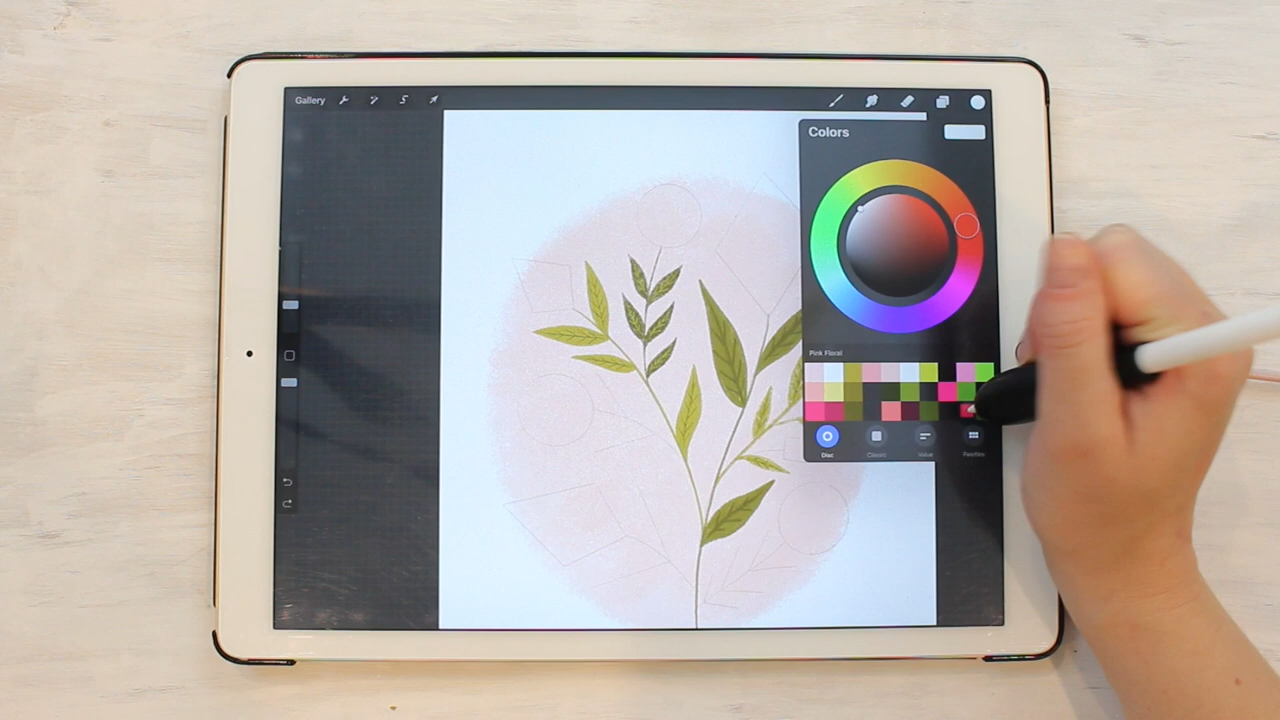 Gallery
Colors
Pink Floral
Disc
Classic
Value
Palettes